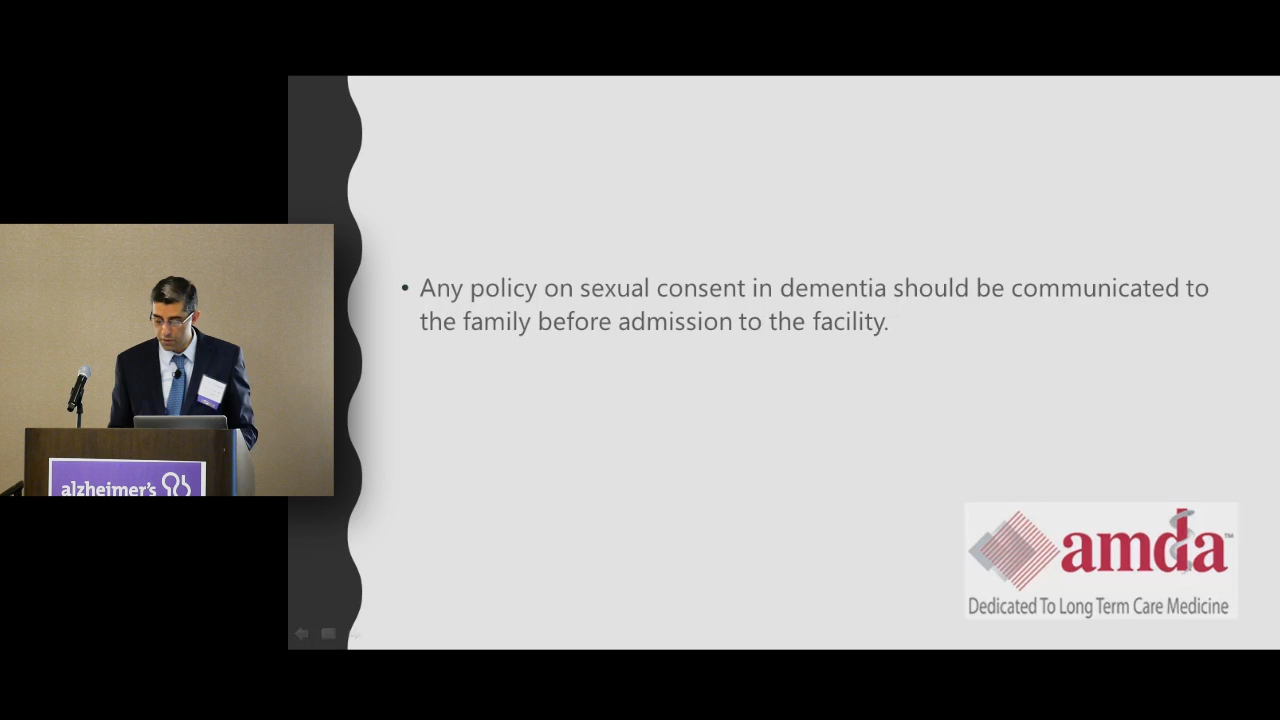 • Any policy on sexual consent in dementia should be communicated to
the family before admission to the facility.
alzheimer's
amda™
Dedicated To Long Term Care Medicine